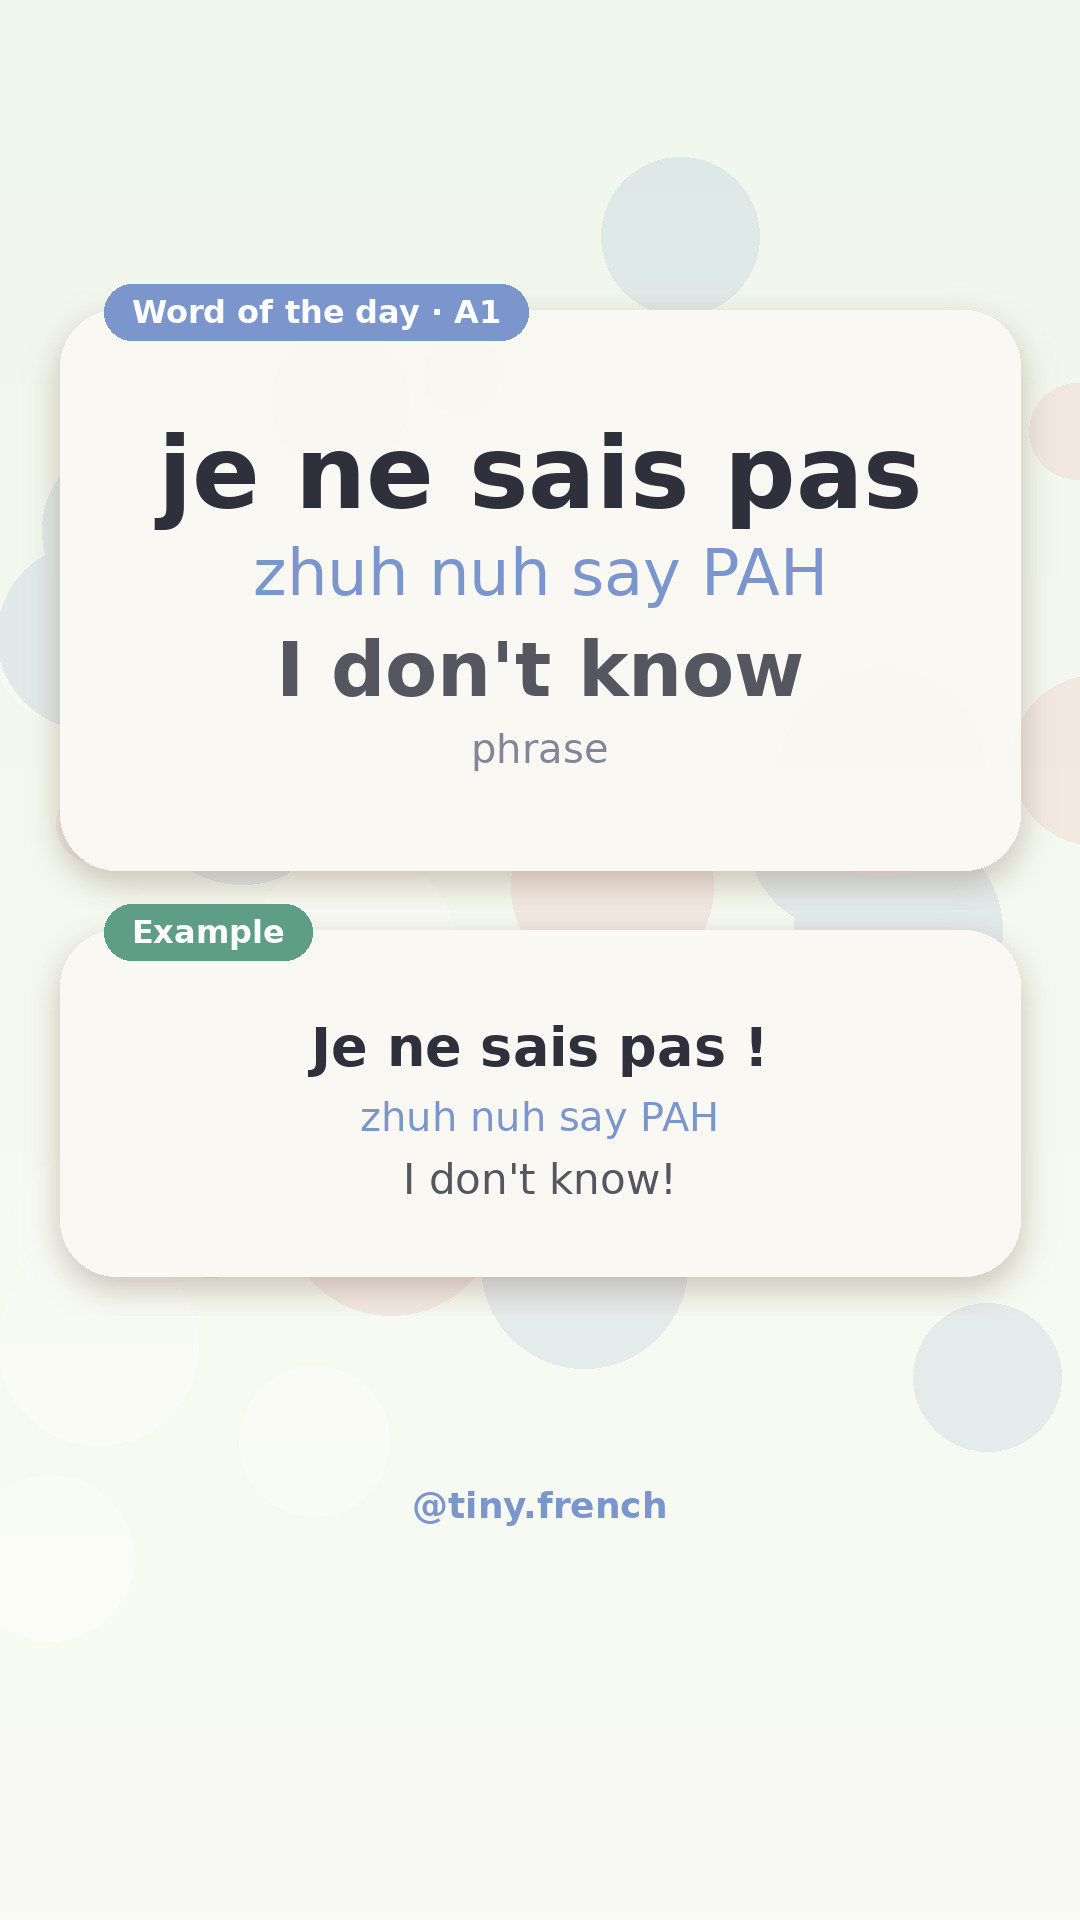 Word of the day · A1
je ne sais pas
zhuh nuh say PAH
I don't know
phrase
Example
Je ne sais pas !
zhuh nuh say PAH
I don't know!
@tiny.french